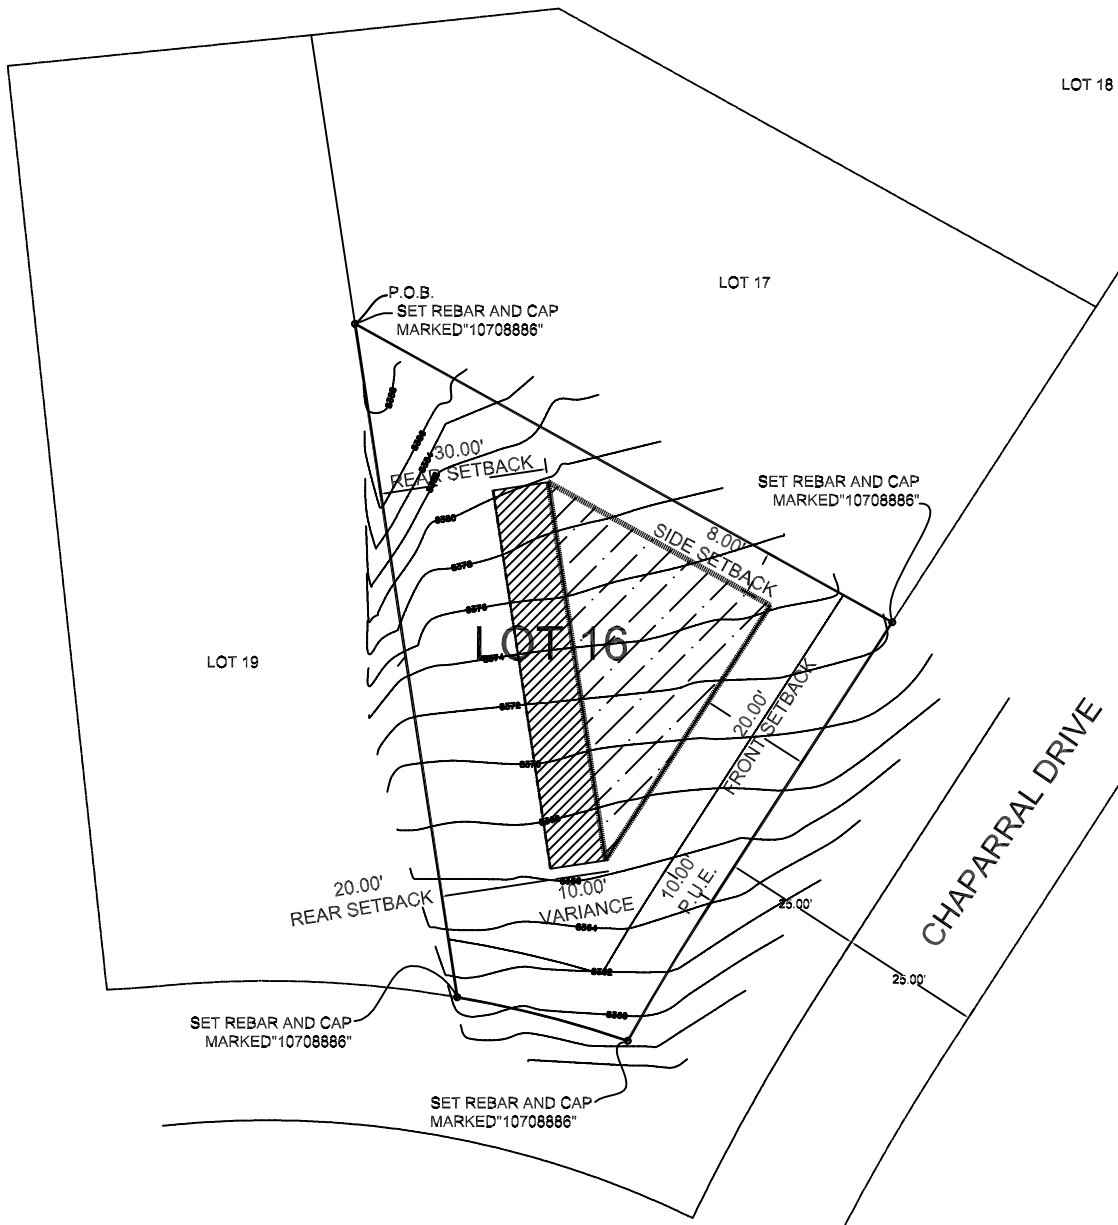 LOT 18
LOT 17
P.O.B.
SET REBAR AND CAP
MARKED"10708886"
30.00'
REAR SETBACK
SET REBAR AND CAP
MARKED"10708886"
8.00'
SIDE SETBACK
LOT 16
LOT 19
20.00'
FRONT SETBACK
CHAPARRAL DRIVE
20.00'
REAR SETBACK
10.00'
VARIANCE
10.00'
P.U.E.
25.00'
25.00'
SET REBAR AND CAP
MARKED"10708886"
SET REBAR AND CAP
MARKED"10708886"